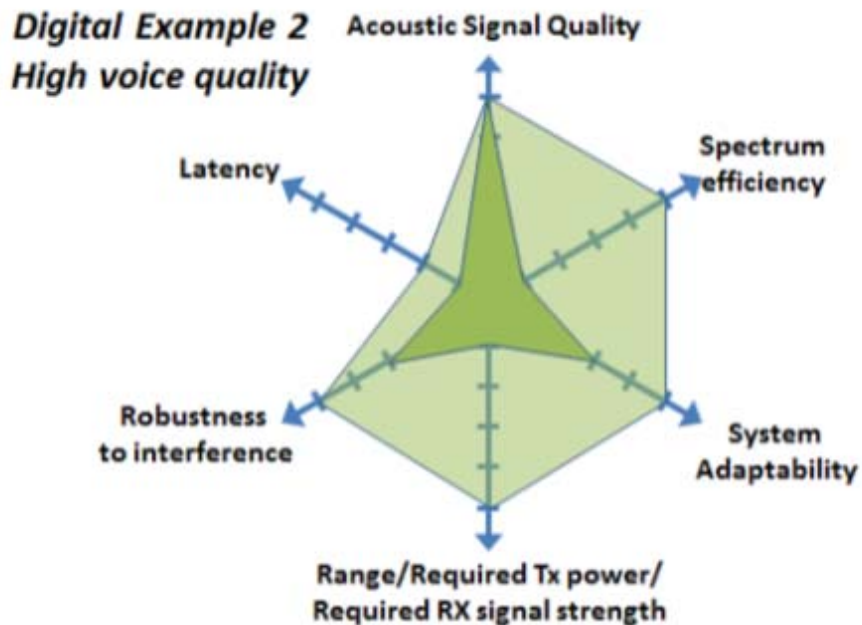 Digital Example 2
High voice quality
Acoustic Signal Quality
Latency
Spectrum
efficiency
Robustness
to interference
System
Adaptability
Range/Required Tx power/
Required RX signal strength